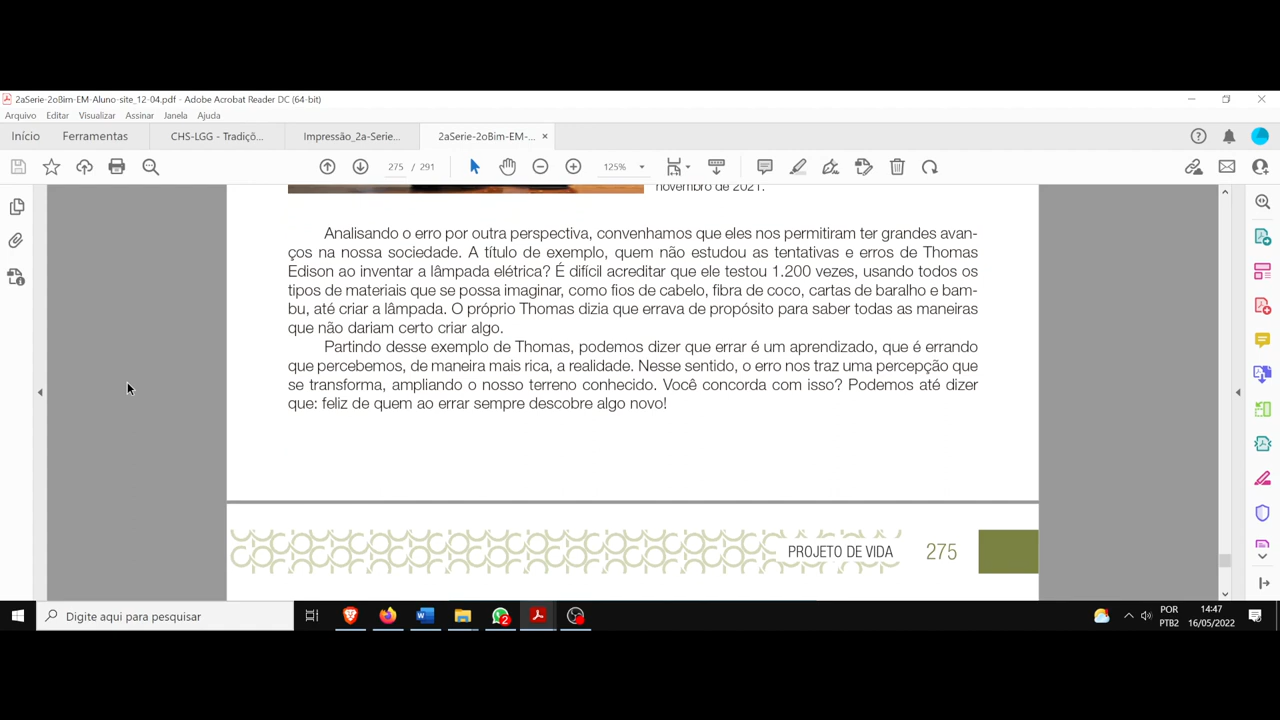 2aSerie-2oBim-EM-Aluno-site_12-04.pdf - Adobe Acrobat Reader DC (64-bit)
Arquivo Editar Visualizar Assinar Janela Ajuda
Início Ferramentas CHS-LGG - Tradiçõ... Impressão_2a-Serie... 2aSerie-2oBim-EM-... ×
275 / 291 125%
novembro de 2021.
Analisando o erro por outra perspectiva, convenhamos que eles nos permitiram ter grandes avan-
ços na nossa sociedade. A título de exemplo, quem não estudou as tentativas e erros de Thomas
Edison ao inventar a lâmpada elétrica? É difícil acreditar que ele testou 1.200 vezes, usando todos os
tipos de materiais que se possa imaginar, como fios de cabelo, fibra de coco, cartas de baralho e bam-
bu, até criar a lâmpada. O próprio Thomas dizia que errava de propósito para saber todas as maneiras
que não dariam certo criar algo.
Partindo desse exemplo de Thomas, podemos dizer que errar é um aprendizado, que é errando
que percebemos, de maneira mais rica, a realidade. Nesse sentido, o erro nos traz uma percepção que
se transforma, ampliando o nosso terreno conhecido. Você concorda com isso? Podemos até dizer
que: feliz de quem ao errar sempre descobre algo novo!
PROJETO DE VIDA 275
Digite aqui para pesquisar
2
POR 14:47
PTB2 16/05/2022